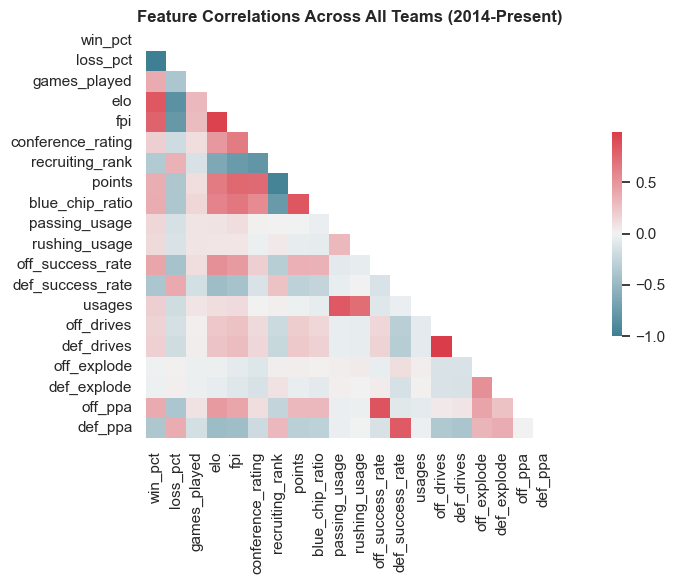 Feature Correlations Across All Teams (2014-Present)
win_pct
loss_pct
games_played
elo
fpi
conference_rating
recruiting_rank
points
blue_chip_ratio
passing_usage
rushing_usage
off_success_rate
def_success_rate
usages
off_drives
def_drives
off_explode
def_explode
off_ppa
def_ppa
0.5
0.0
−0.5
−1.0
win_pct
loss_pct
games_played
elo
fpi
conference_rating
recruiting_rank
points
blue_chip_ratio
passing_usage
rushing_usage
off_success_rate
def_success_rate
usages
off_drives
def_drives
off_explode
def_explode
off_ppa
def_ppa